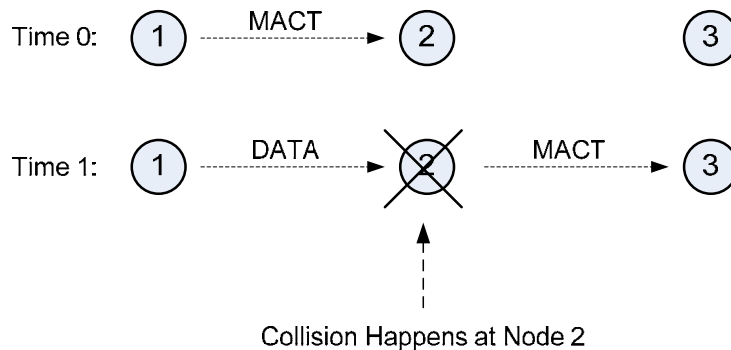 Time 0: 1 MACT 2 3
Time 1: 1 DATA 2 MACT 3
Collision Happens at Node 2